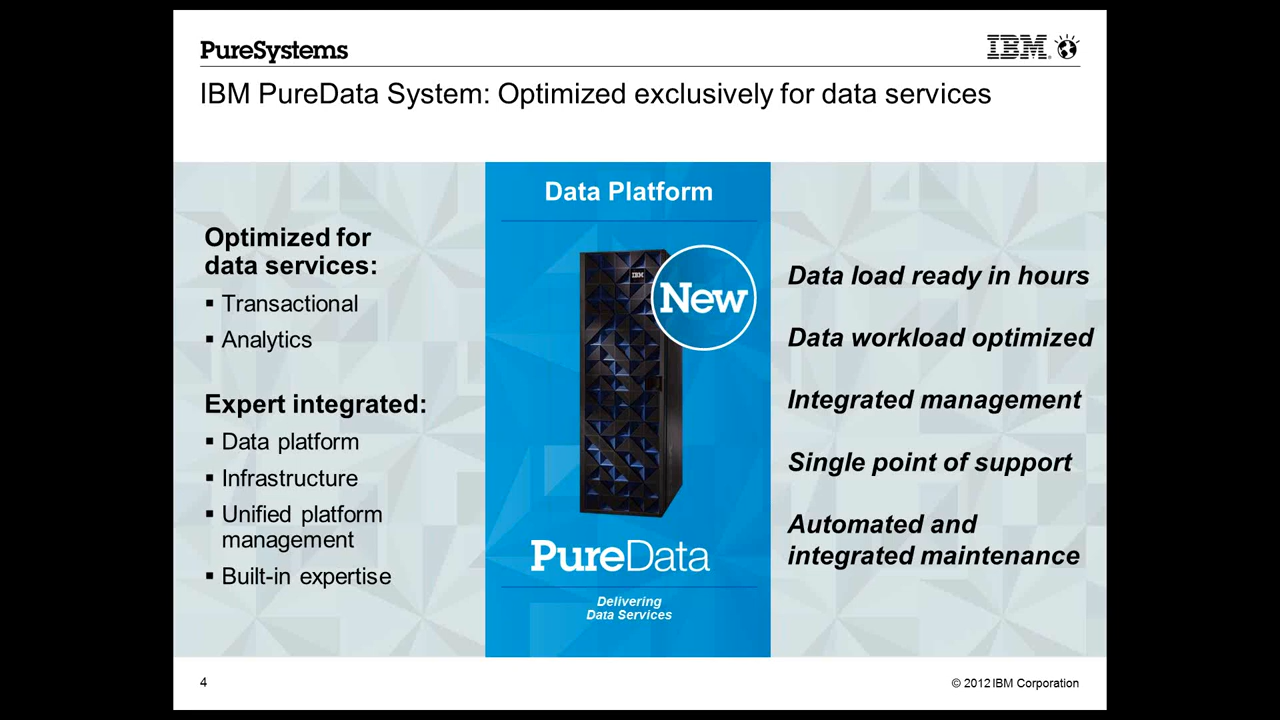 PureSystems
IBM
IBM PureData System: Optimized exclusively for data services
Optimized for
data services:
▪ Transactional
▪ Analytics
Expert integrated:
▪ Data platform
▪ Infrastructure
▪ Unified platform
management
▪ Built-in expertise
Data Platform
IBM
New
PureData
Delivering
Data Services
Data load ready in hours
Data workload optimized
Integrated management
Single point of support
Automated and
integrated maintenance
4
© 2012 IBM Corporation